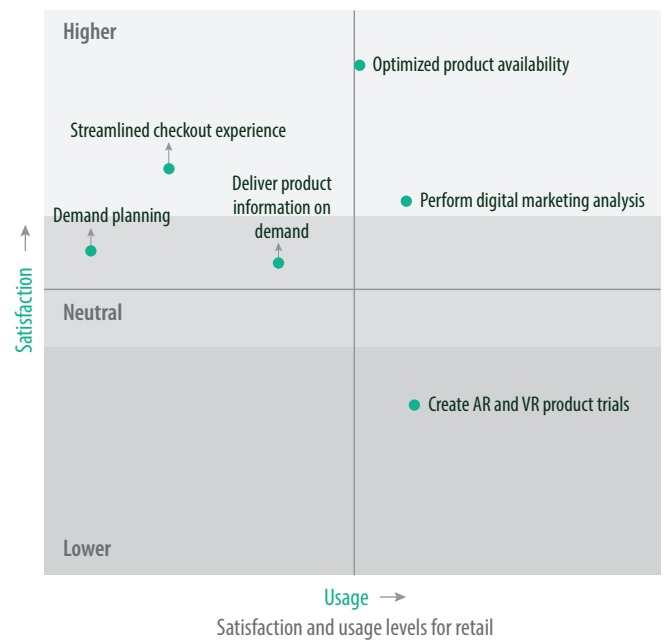 Higher
Optimized product availability
Streamlined checkout experience
Deliver product
information on
demand
Perform digital marketing analysis
Demand planning
Satisfaction
Neutral
Create AR and VR product trials
Lower
Usage
Satisfaction and usage levels for retail